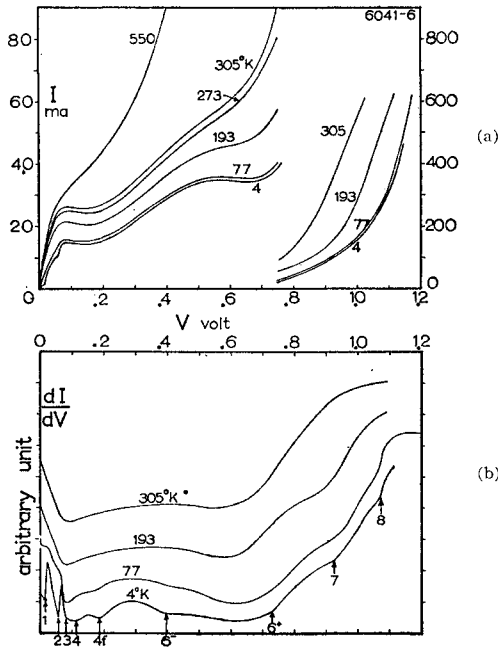 6041-6
80 550 305°K 800
I
ma 273 (a)
60 600
193 305
40 400
77 193
4
20 77 200
4
0
0 .2 .4 .6 .8 1.0 1.2
V volt
0 .2 .4 .6 .8 1.0 1.2
dI
dV
arbitrary unit
305°K
(b)
193
8
77
4°K
7
1 2 3 4 4f 6⁻ 6⁺